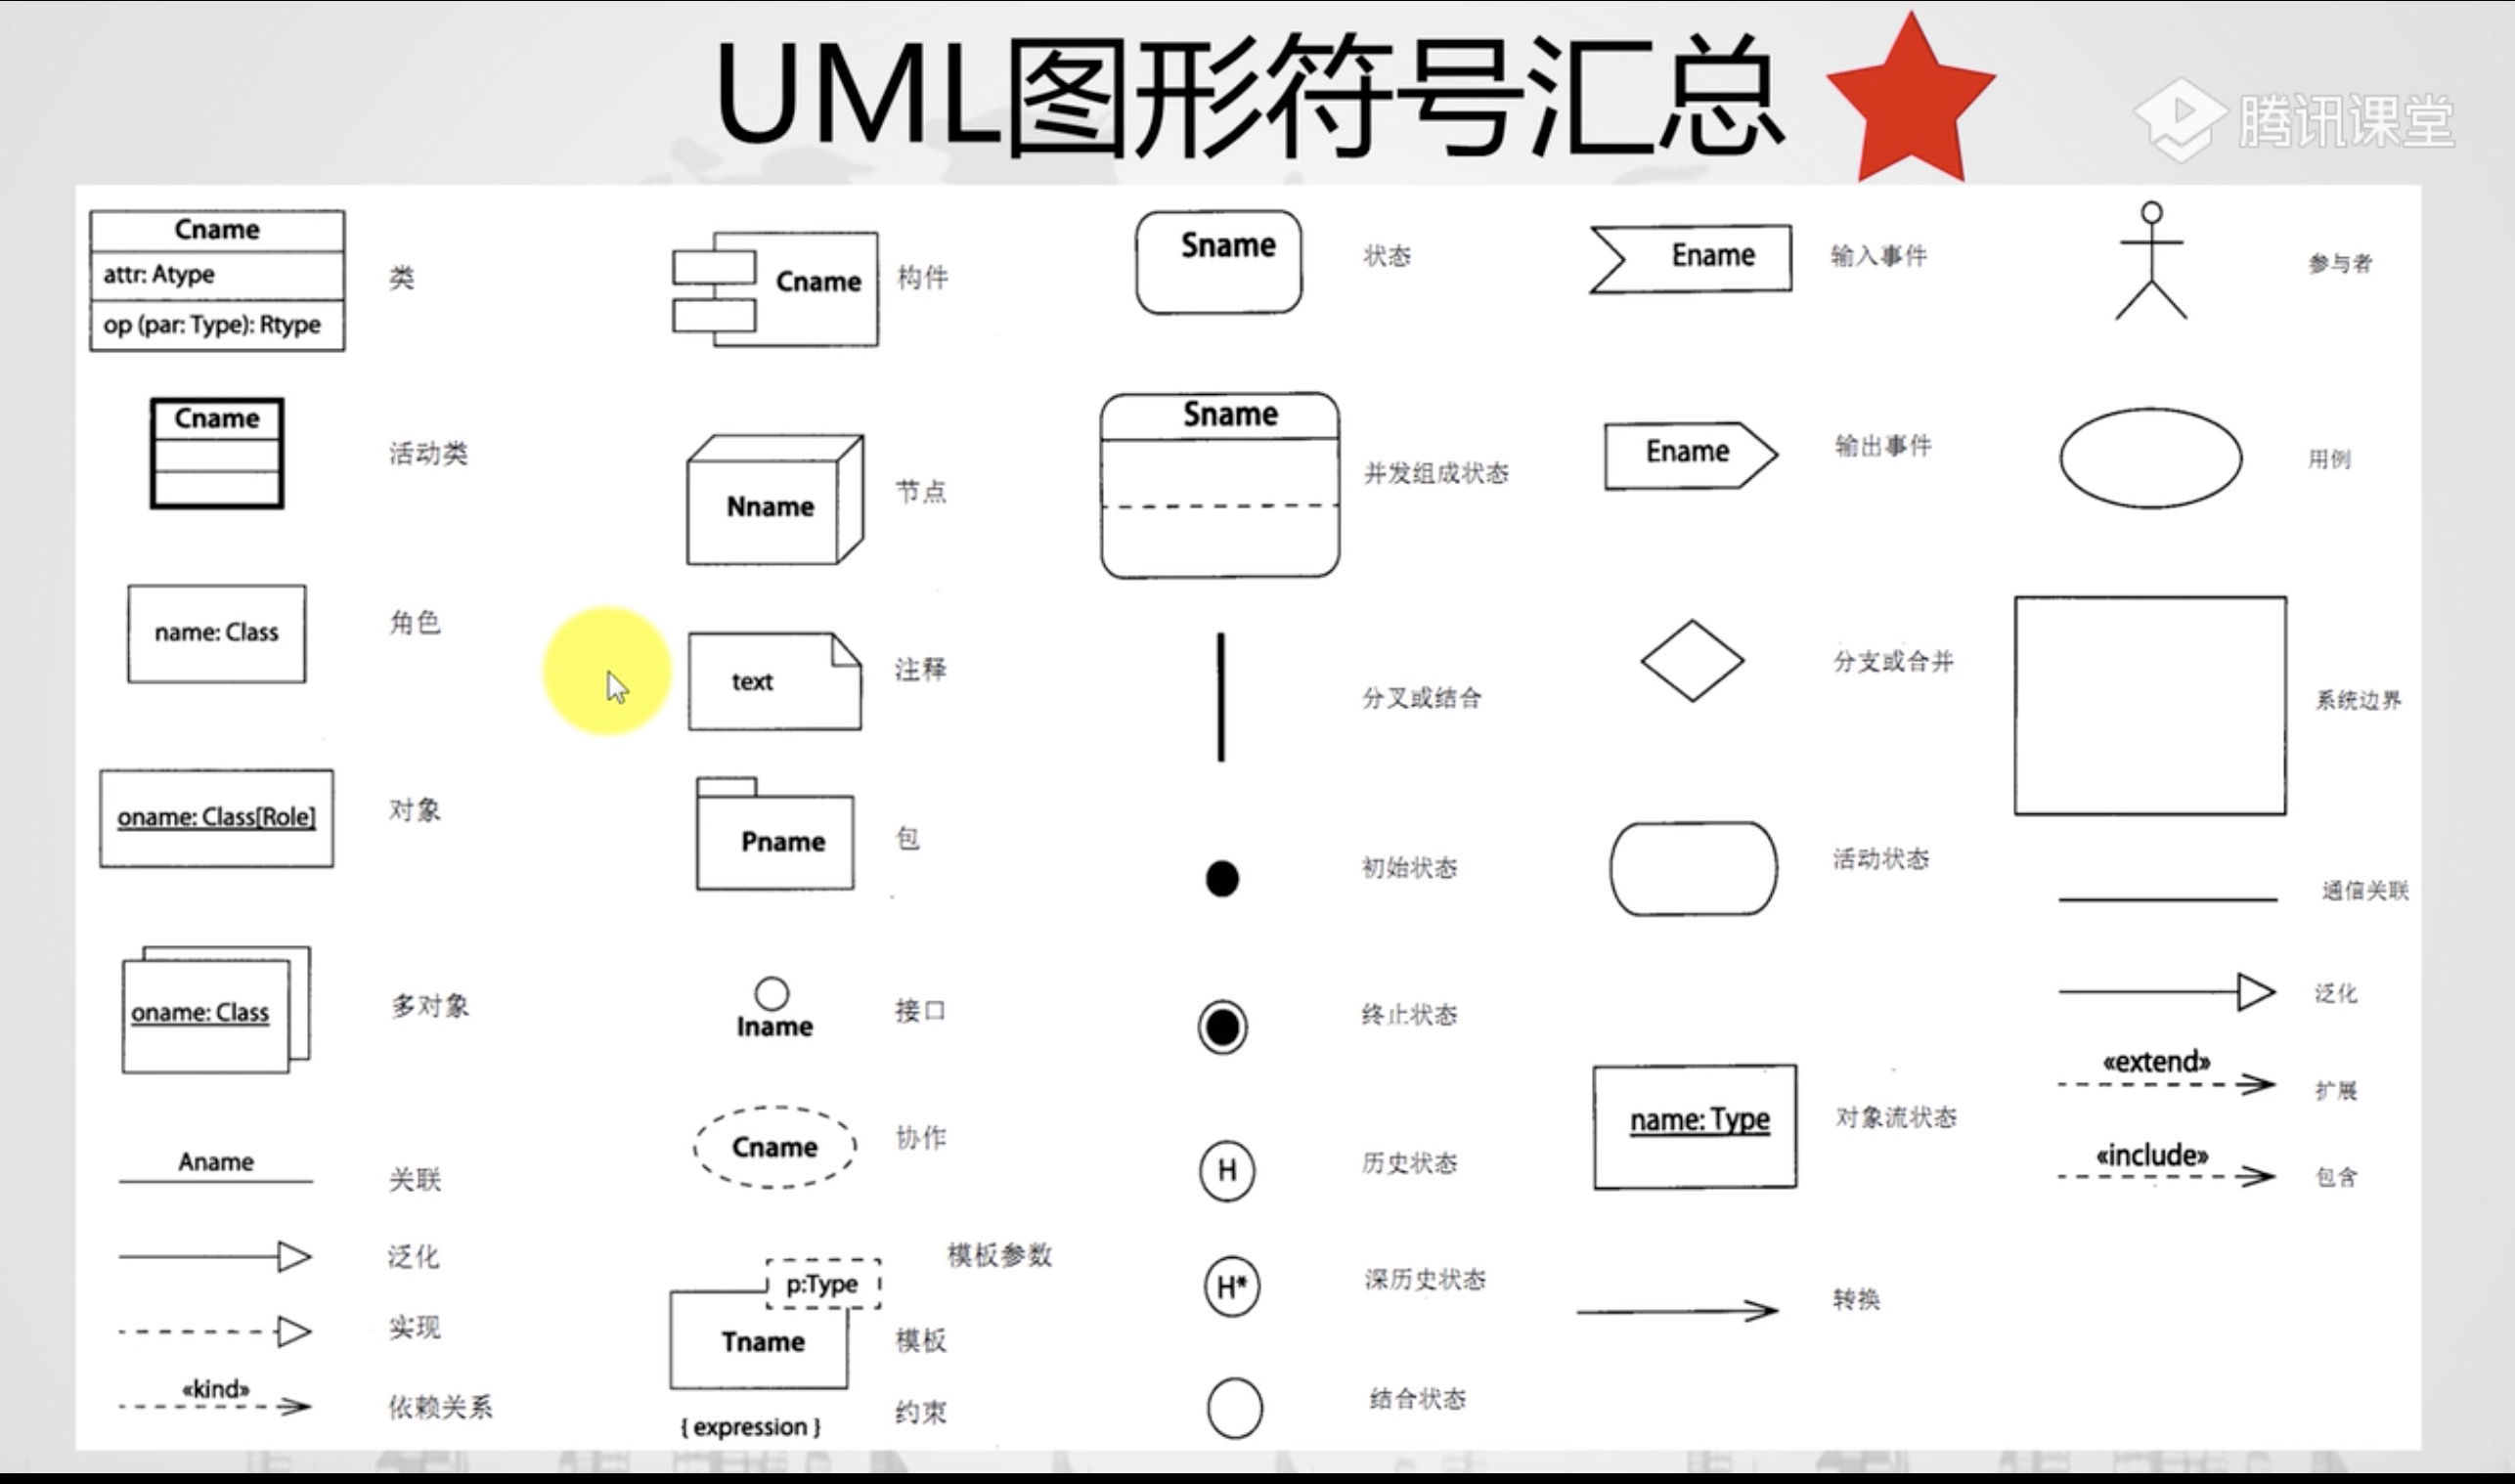 UML图形符号汇总
腾讯课堂
Cname
attr: Atype
op (par: Type): Rtype
类
Cname
活动类
name: Class
角色
oname: Class[Role]
对象
oname: Class
多对象
Aname
关联
泛化
实现
«kind»
依赖关系
Cname
构件
Nname
节点
text
注释
Pname
包
Iname
接口
Cname
协作
p:Type
模板参数
Tname
模板
{ expression }
约束
Sname
状态
Sname
并发组成状态
分叉或结合
初始状态
终止状态
H
历史状态
H*
深历史状态
结合状态
Ename
输入事件
Ename
输出事件
分支或合并
活动状态
name: Type
对象流状态
转换
参与者
用例
系统边界
通信关联
泛化
«extend»
扩展
«include»
包含